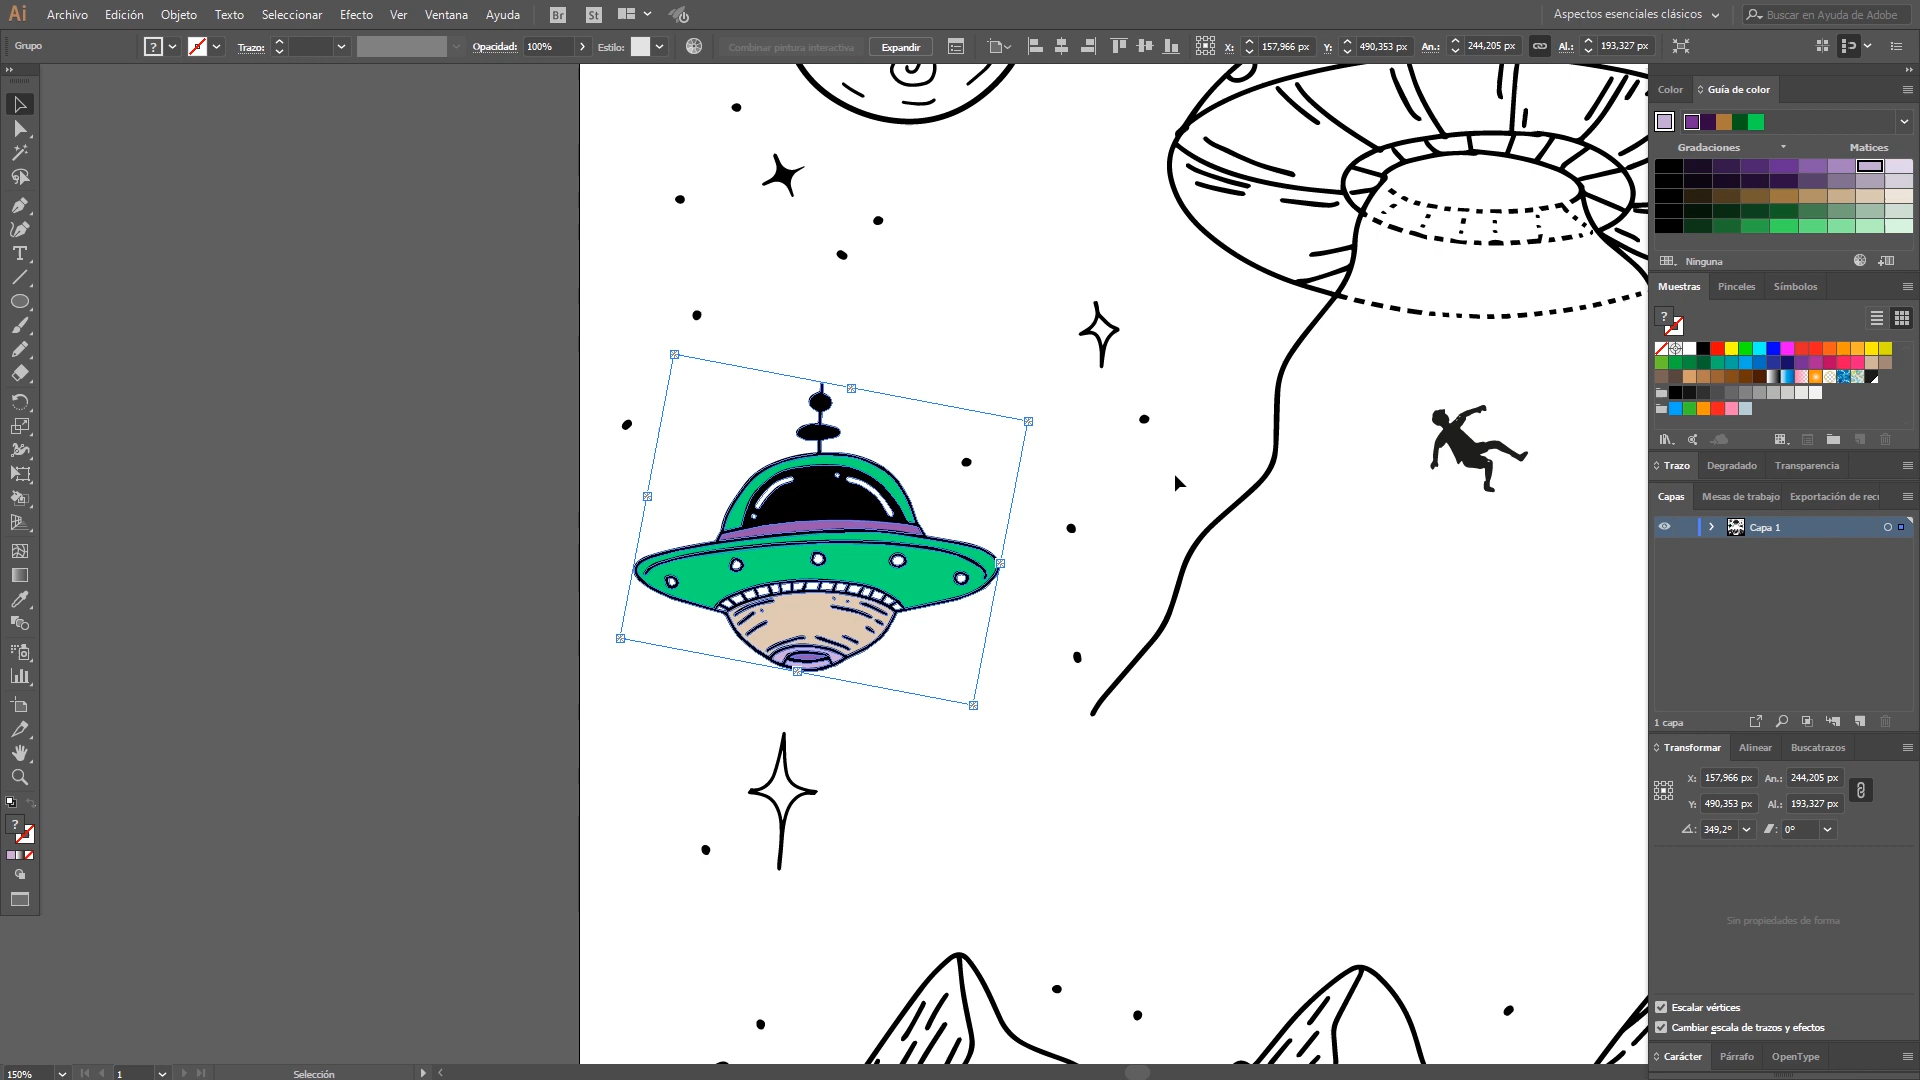 Ai Archivo Edición Objeto Texto Seleccionar Efecto Ver Ventana Ayuda Br St Aspectos esenciales clásicos Buscar en Ayuda de Adobe
Grupo ? Trazo: Opacidad: 100% Estilo: Combinar pintura interactiva Expandir X: 157,966 px Y: 490,353 px An.: 244,205 px Al.: 193,327 px
Color Guía de color
Gradaciones Matices
Ninguna
Muestras Pinceles Símbolos
?
Trazo Degradado Transparencia
Capas Mesas de trabajo Exportación de recu
Capa 1
1 capa
Transformar Alinear Buscatrazos
X: 157,966 px An.: 244,205 px
Y: 490,353 px Al.: 193,327 px
349,2° 0°
?
Sin propiedades de forma
Escalar vértices
Cambiar escala de trazos y efectos
Carácter Párrafo OpenType
150% 1 Selección